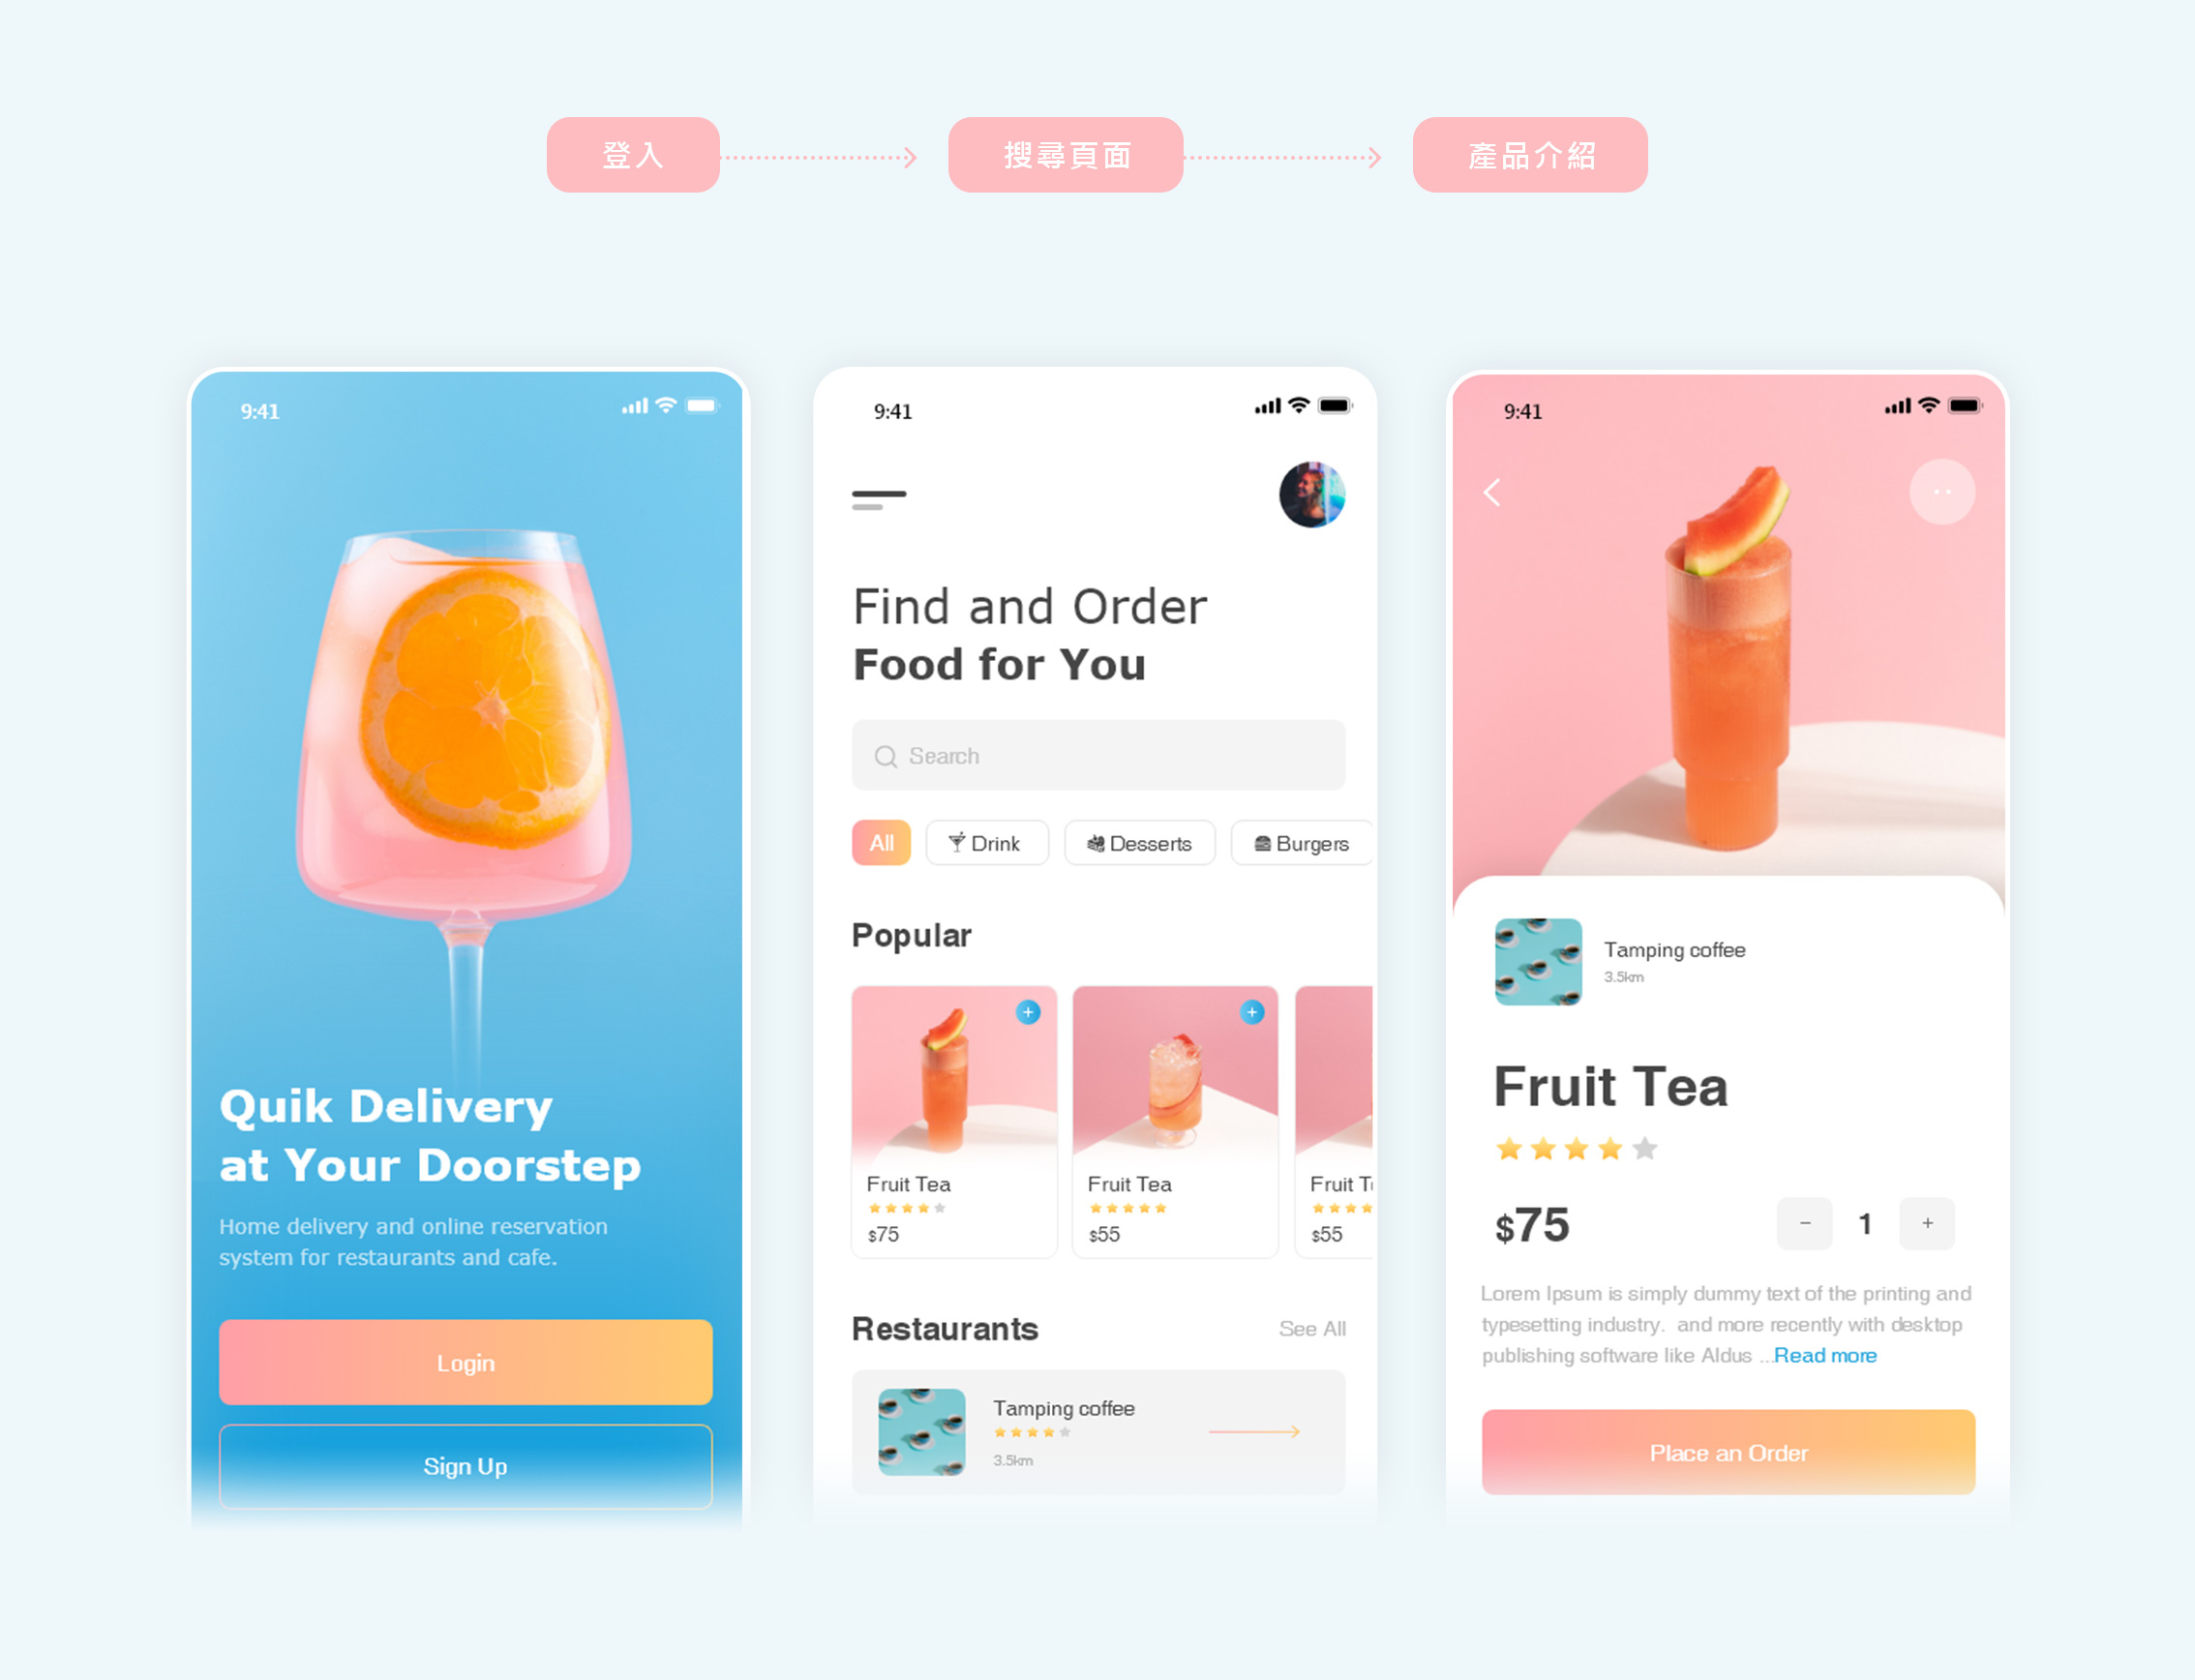 登入
搜尋頁面
產品介紹
9:41
Quik Delivery
at Your Doorstep
Home delivery and online reservation
system for restaurants and cafe.
Login
Sign Up
9:41
Find and Order
Food for You
Search
All
Drink
Desserts
Burgers
Popular
Fruit Tea
$75
Fruit Tea
$55
Fruit T
$55
Restaurants
See All
Tamping coffee
3.5km
9:41
Tamping coffee
3.5km
Fruit Tea
$75
− 1 +
Lorem Ipsum is simply dummy text of the printing and
typesetting industry.  and more recently with desktop
publishing software like Aldus ...Read more
Place an Order